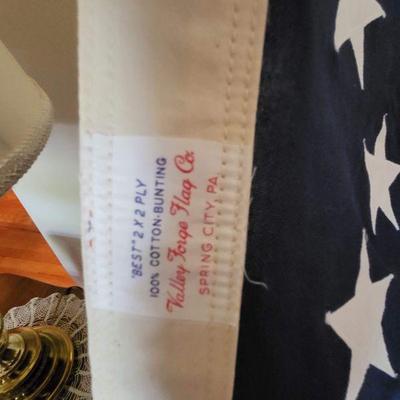 "BEST" 2 X 2 PLY
100% COTTON-BUNTING
Valley Forge Flag Co.
SPRING CITY, PA.